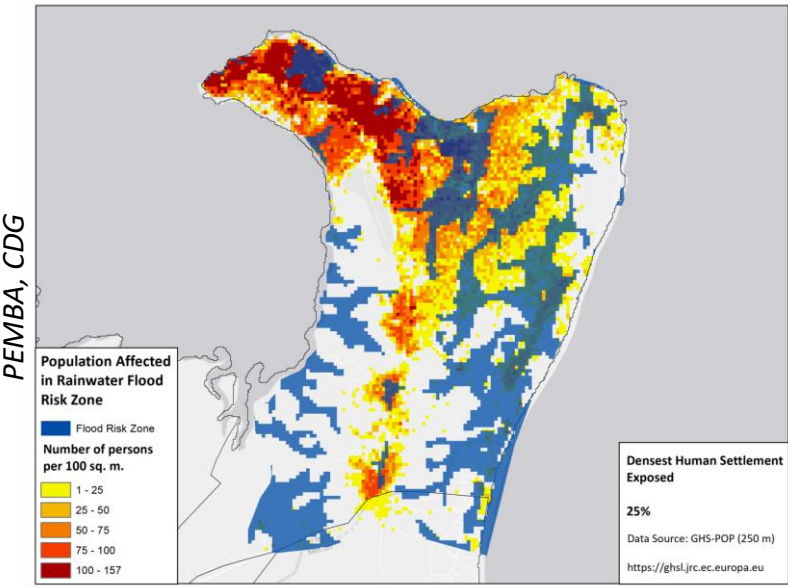 PEMBA, CDG
Population Affected
in Rainwater Flood
Risk Zone
Flood Risk Zone
Number of persons
per 100 sq. m.
1 - 25
25 - 50
50 - 75
75 - 100
100 - 157
Densest Human Settlement
Exposed
25%
Data Source: GHS-POP (250 m)
https://ghsl.jrc.ec.europa.eu